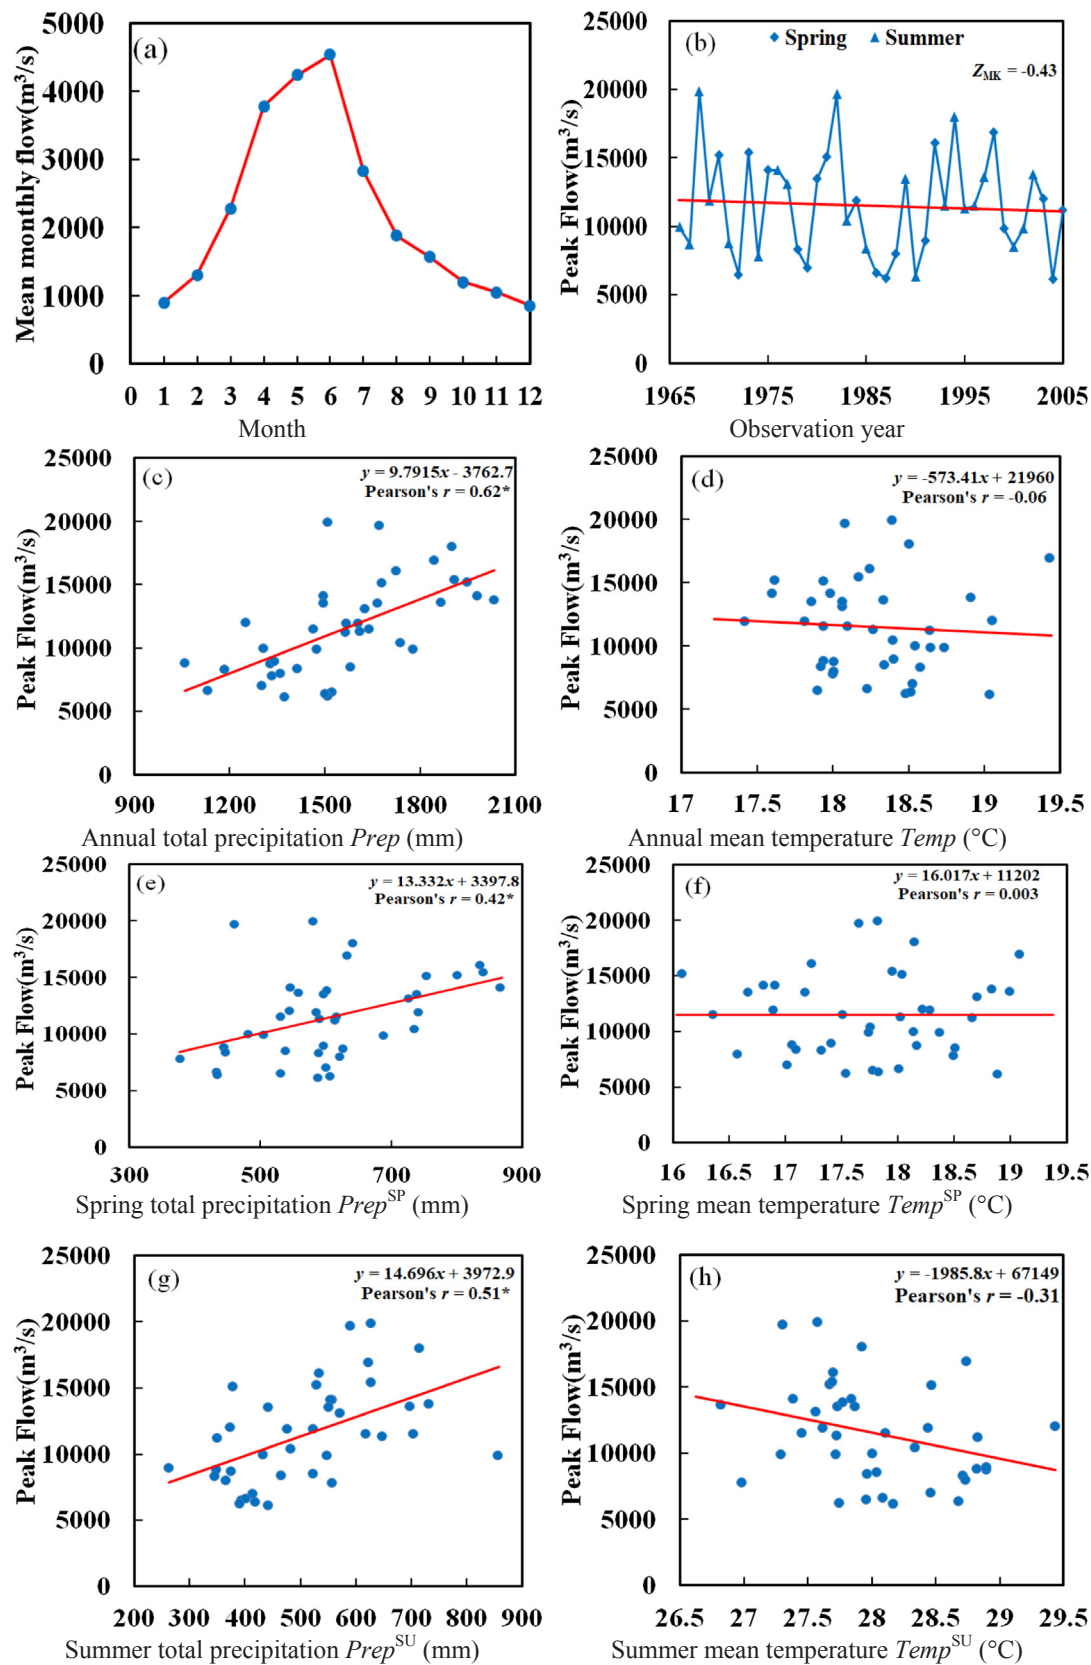 (a)
Mean monthly flow(m³/s)
5000
4000
3000
2000
1000
0
0 1 2 3 4 5 6 7 8 9 10 11 12
Month
(b)
Spring Summer
Z_MK = -0.43
Peak Flow(m³/s)
25000
20000
15000
10000
5000
0
1965 1975 1985 1995 2005
Observation year
(c)
y = 9.7915x - 3762.7
Pearson's r = 0.62*
Peak Flow(m³/s)
25000
20000
15000
10000
5000
0
900 1200 1500 1800 2100
Annual total precipitation Prep (mm)
(d)
y = -573.41x + 21960
Pearson's r = -0.06
Peak Flow(m³/s)
25000
20000
15000
10000
5000
0
17 17.5 18 18.5 19 19.5
Annual mean temperature Temp (°C)
(e)
y = 13.332x + 3397.8
Pearson's r = 0.42*
Peak Flow(m³/s)
25000
20000
15000
10000
5000
0
300 500 700 900
Spring total precipitation Prep^SP (mm)
(f)
y = 16.017x + 11202
Pearson's r = 0.003
Peak Flow(m³/s)
25000
20000
15000
10000
5000
0
16 16.5 17 17.5 18 18.5 19 19.5
Spring mean temperature Temp^SP (°C)
(g)
y = 14.696x + 3972.9
Pearson's r = 0.51*
Peak Flow(m³/s)
25000
20000
15000
10000
5000
0
200 300 400 500 600 700 800 900
Summer total precipitation Prep^SU (mm)
(h)
y = -1985.8x + 67149
Pearson's r = -0.31
Peak Flow(m³/s)
25000
20000
15000
10000
5000
0
26.5 27 27.5 28 28.5 29 29.5
Summer mean temperature Temp^SU (°C)